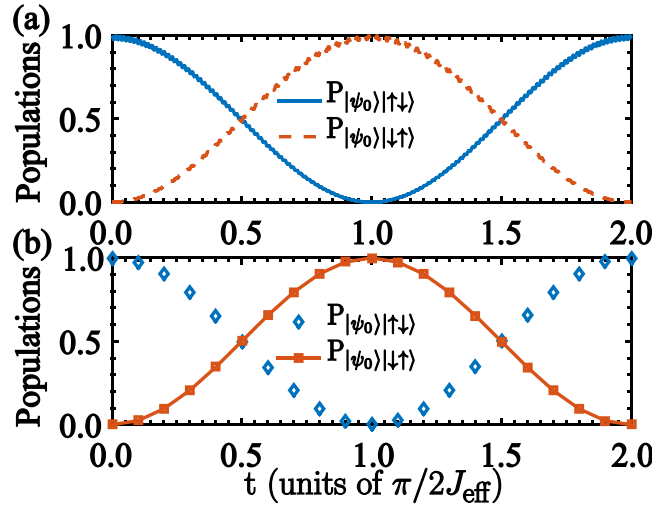 (a)
1.0
0.5
0.0
Populations
P|ψ₀⟩|↑↓⟩
P|ψ₀⟩|↓↑⟩
0.0 0.5 1.0 1.5 2.0
(b)
1.0
0.5
0.0
Populations
P|ψ₀⟩|↑↓⟩
P|ψ₀⟩|↓↑⟩
0.0 0.5 1.0 1.5 2.0
t (units of π/2J_eff)